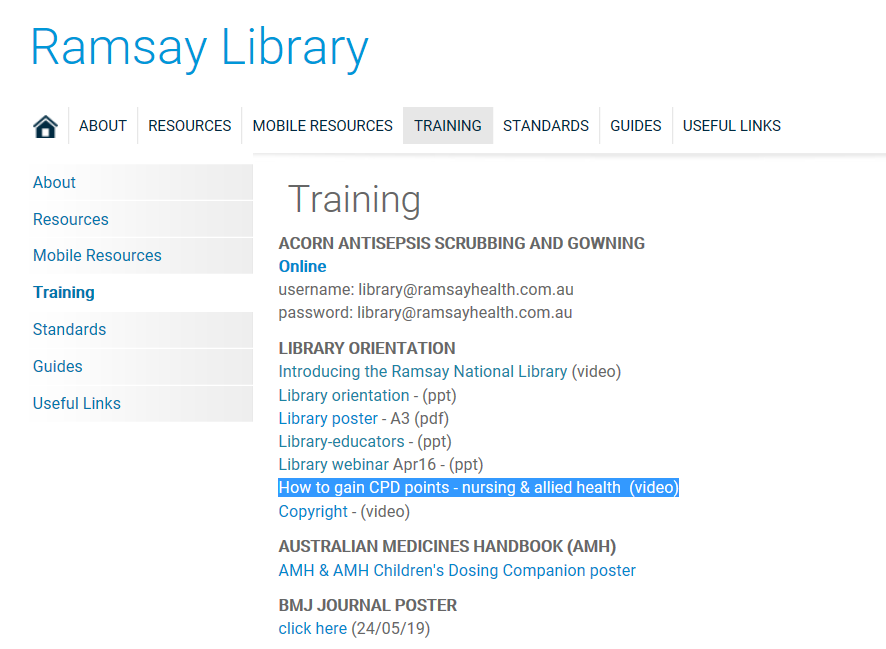 Ramsay Library
ABOUT RESOURCES MOBILE RESOURCES TRAINING STANDARDS GUIDES USEFUL LINKS
About
Resources
Mobile Resources
Training
Standards
Guides
Useful Links
Training
ACORN ANTISEPSIS SCRUBBING AND GOWNING
Online
username: library@ramsayhealth.com.au
password: library@ramsayhealth.com.au
LIBRARY ORIENTATION
Introducing the Ramsay National Library (video)
Library orientation - (ppt)
Library poster - A3 (pdf)
Library-educators - (ppt)
Library webinar Apr16 - (ppt)
How to gain CPD points - nursing & allied health  (video)
Copyright - (video)
AUSTRALIAN MEDICINES HANDBOOK (AMH)
AMH & AMH Children's Dosing Companion poster
BMJ JOURNAL POSTER
click here (24/05/19)